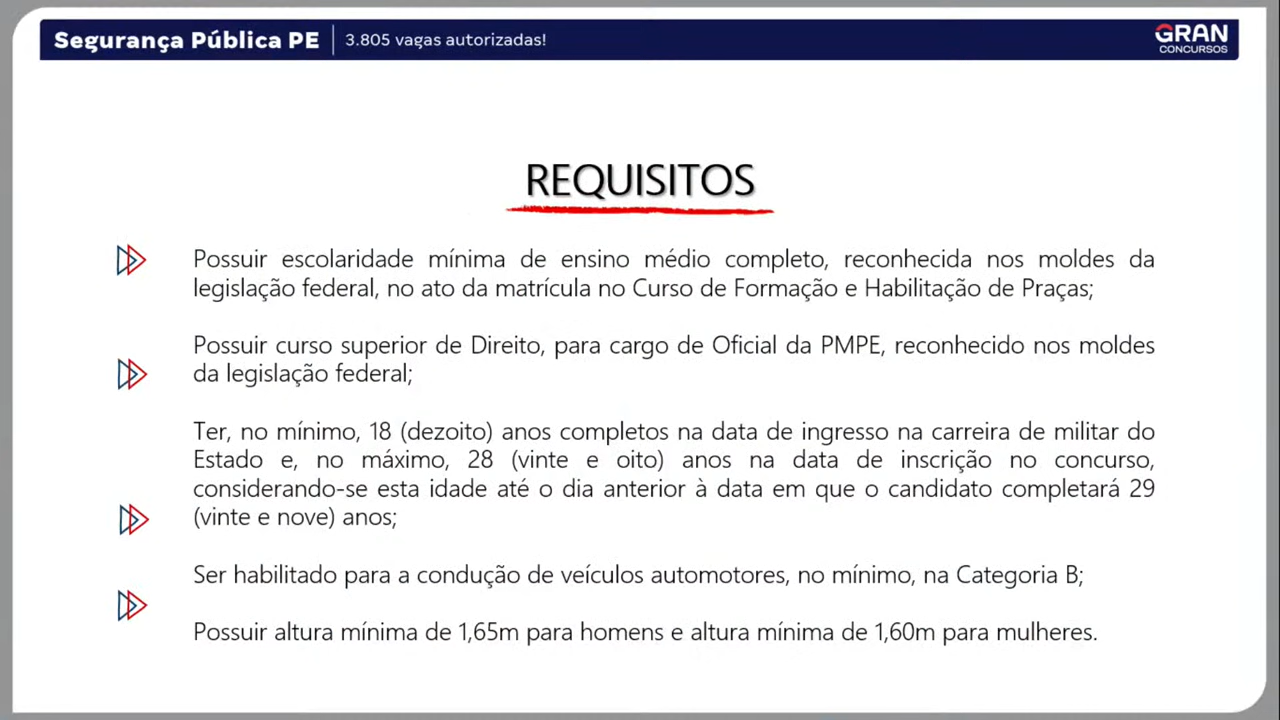 Segurança Pública PE | 3.805 vagas autorizadas!
GRAN
CONCURSOS
REQUISITOS
Possuir escolaridade mínima de ensino médio completo, reconhecida nos moldes da
legislação federal, no ato da matrícula no Curso de Formação e Habilitação de Praças;
Possuir curso superior de Direito, para cargo de Oficial da PMPE, reconhecido nos moldes
da legislação federal;
Ter, no mínimo, 18 (dezoito) anos completos na data de ingresso na carreira de militar do
Estado e, no máximo, 28 (vinte e oito) anos na data de inscrição no concurso,
considerando-se esta idade até o dia anterior à data em que o candidato completará 29
(vinte e nove) anos;
Ser habilitado para a condução de veículos automotores, no mínimo, na Categoria B;
Possuir altura mínima de 1,65m para homens e altura mínima de 1,60m para mulheres.